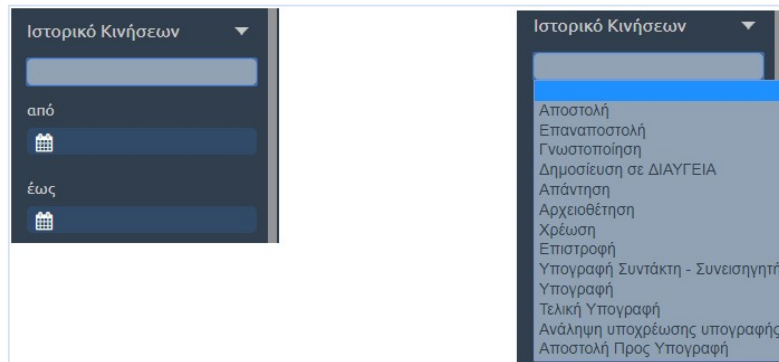 Ιστορικό Κινήσεων
από
έως
Ιστορικό Κινήσεων
Αποστολή
Επαναποστολή
Γνωστοποίηση
Δημοσίευση σε ΔΙΑΥΓΕΙΑ
Απάντηση
Αρχειοθέτηση
Χρέωση
Επιστροφή
Υπογραφή Συντάκτη - Συνεισηγητή
Υπογραφή
Τελική Υπογραφή
Ανάληψη υποχρέωσης υπογραφής
Αποστολή Προς Υπογραφή